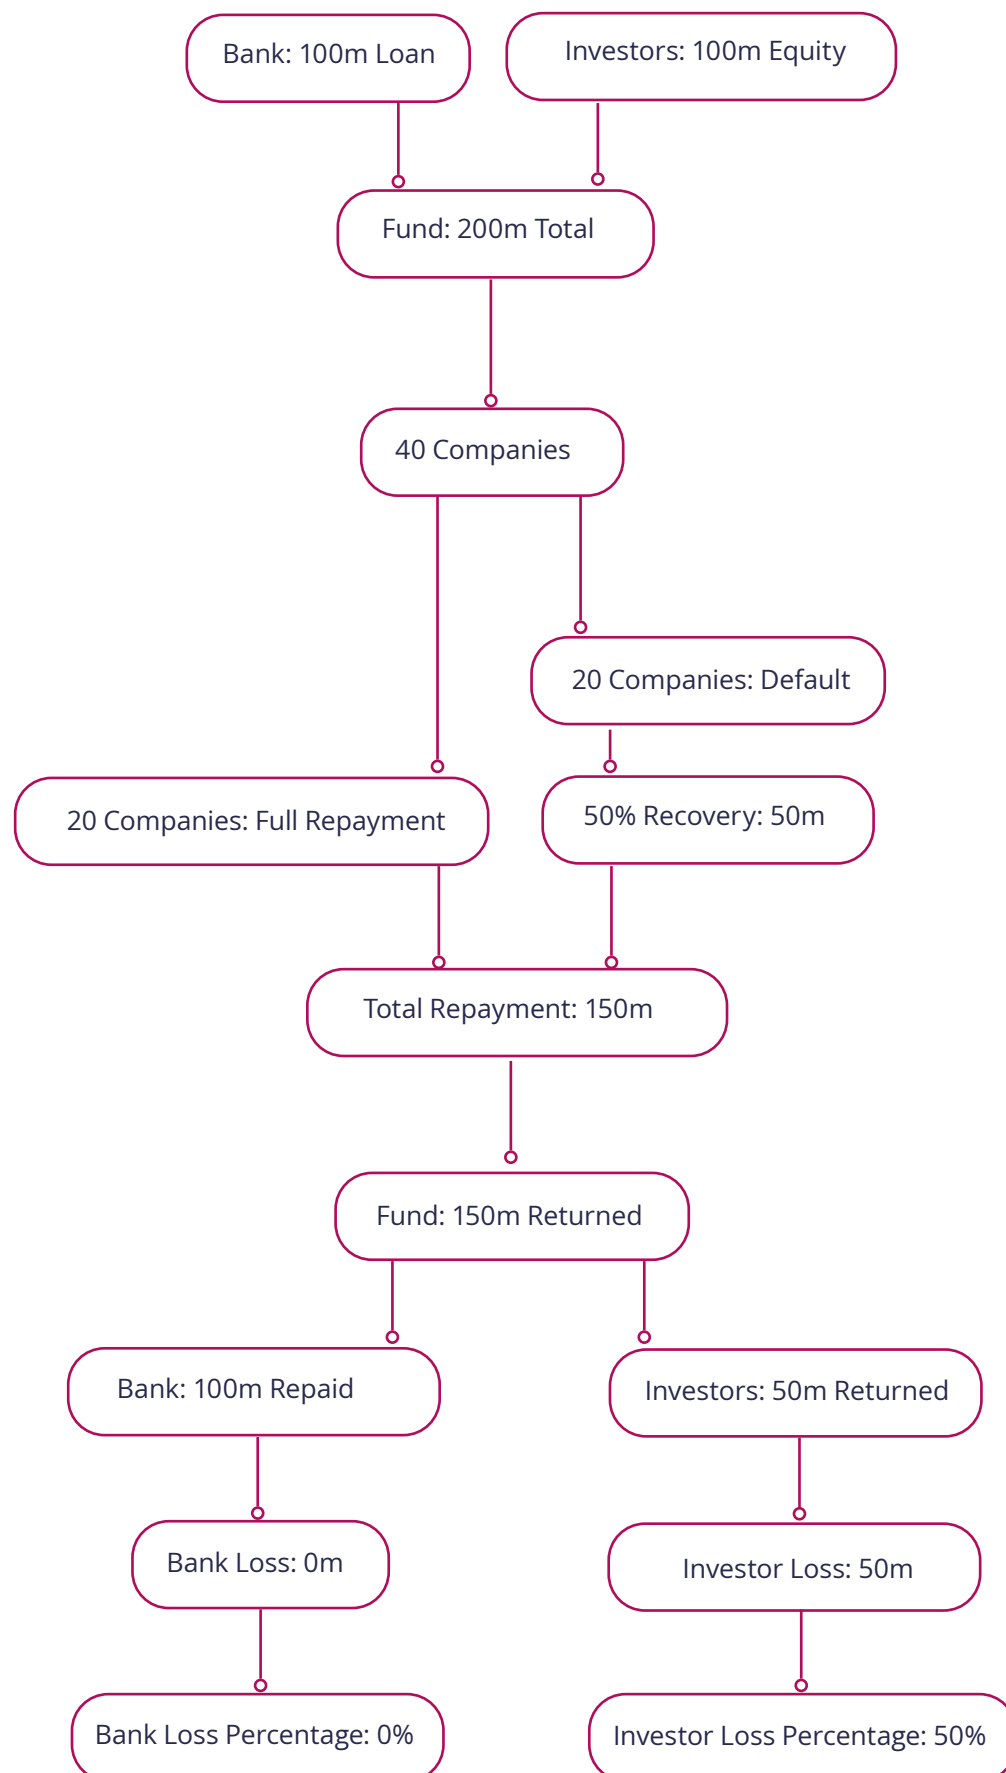 Bank: 100m Loan
Investors: 100m Equity
Fund: 200m Total
40 Companies
20 Companies: Default
20 Companies: Full Repayment
50% Recovery: 50m
Total Repayment: 150m
Fund: 150m Returned
Bank: 100m Repaid
Investors: 50m Returned
Bank Loss: 0m
Investor Loss: 50m
Bank Loss Percentage: 0%
Investor Loss Percentage: 50%